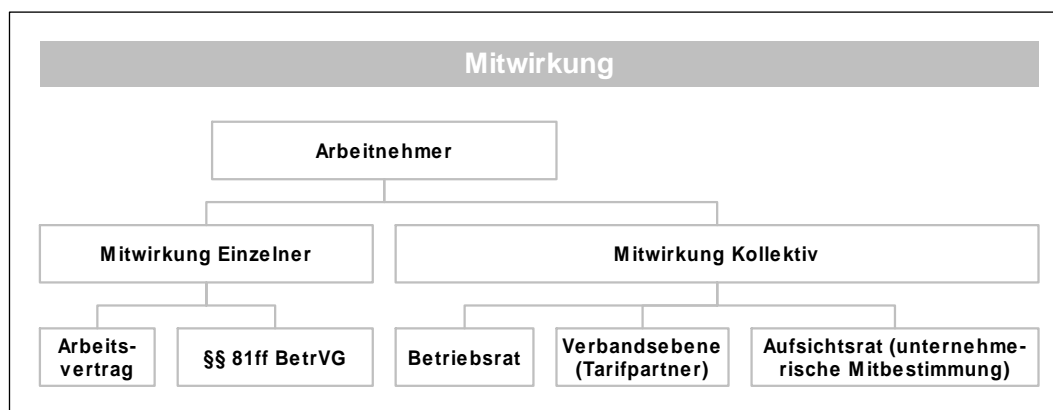 Mitwirkung
Arbeitnehmer
Mitwirkung Einzelner
Mitwirkung Kollektiv
Arbeits-
vertrag
§§ 81ff BetrVG
Betriebsrat
Verbandsebene
(Tarifpartner)
Aufsichtsrat (unternehme-
rische Mitbestimmung)